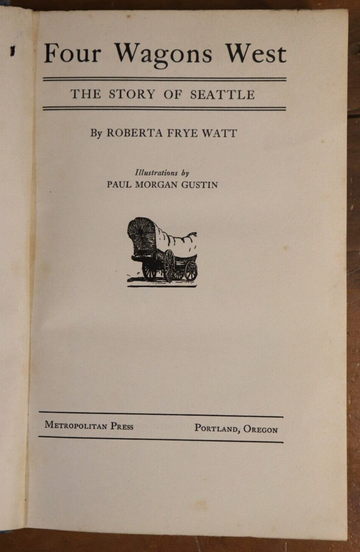 Four Wagons West
THE STORY OF SEATTLE
By ROBERTA FRYE WATT
Illustrations by
PAUL MORGAN GUSTIN
METROPOLITAN PRESS PORTLAND, OREGON